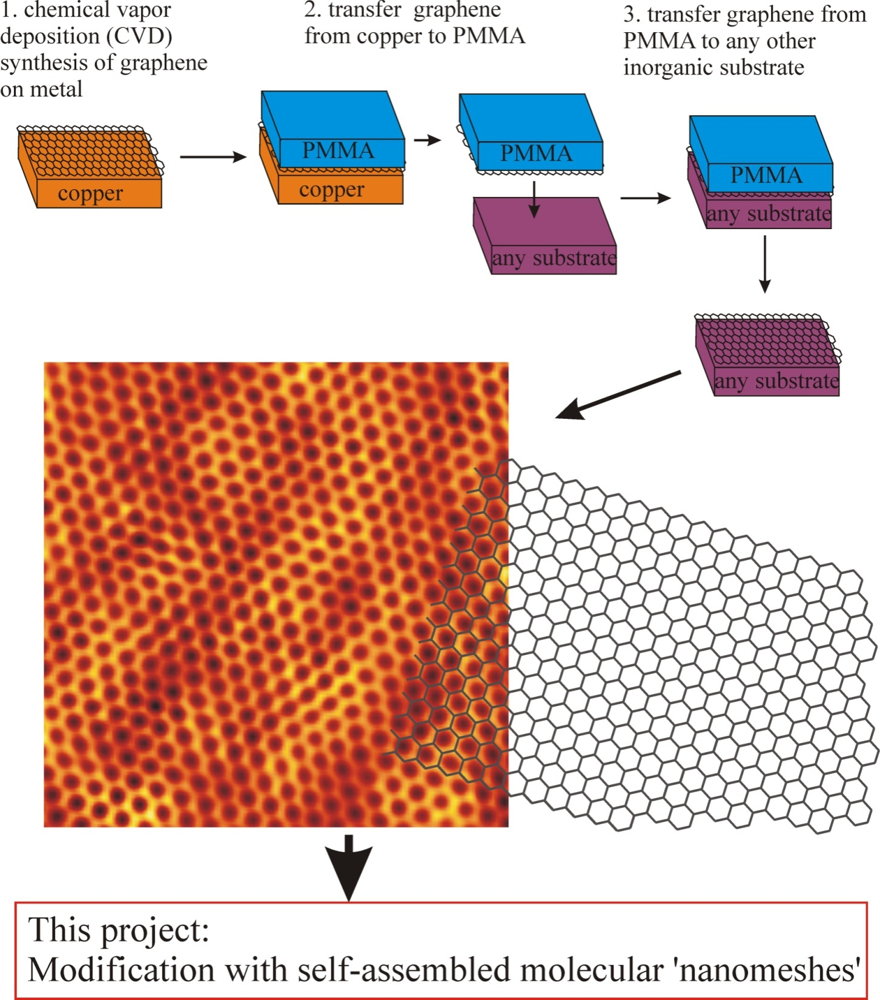 1. chemical vapor
deposition (CVD)
synthesis of graphene
on metal
2. transfer graphene
from copper to PMMA
3. transfer graphene from
PMMA to any other
inorganic substrate
copper
PMMA
copper
PMMA
any substrate
PMMA
any substrate
any substrate
This project:
Modification with self-assembled molecular 'nanomeshes'